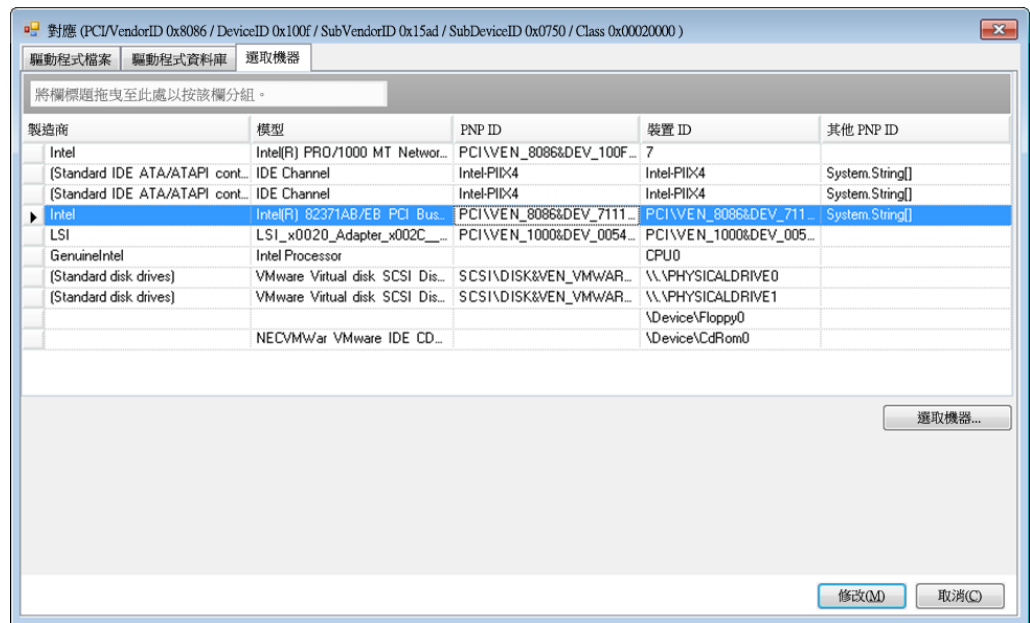 對應 (PCI/VendorID 0x8086 / DeviceID 0x100f / SubVendorID 0x15ad / SubDeviceID 0x0750 / Class 0x00020000 )
驅動程式檔案 驅動程式資料庫 選取機器
將欄標題拖曳至此處以按該欄分組。
製造商 模型 PNP ID 裝置 ID 其他 PNP ID
Intel Intel(R) PRO/1000 MT Networ... PCI\VEN_8086&DEV_100F... 7
(Standard IDE ATA/ATAPI cont... IDE Channel Intel-PIIX4 Intel-PIIX4 System.String[]
(Standard IDE ATA/ATAPI cont... IDE Channel Intel-PIIX4 Intel-PIIX4 System.String[]
Intel Intel(R) 82371AB/EB PCI Bus... PCI\VEN_8086&DEV_7111... PCI\VEN_8086&DEV_711... System.String[]
LSI LSI_x0020_Adapter_x002C__... PCI\VEN_1000&DEV_0054... PCI\VEN_1000&DEV_005...
GenuineIntel Intel Processor CPU0
(Standard disk drives) VMware Virtual disk SCSI Dis... SCSI\DISK&VEN_VMWAR... \\.\PHYSICALDRIVE0
(Standard disk drives) VMware Virtual disk SCSI Dis... SCSI\DISK&VEN_VMWAR... \\.\PHYSICALDRIVE1
\Device\Floppy0
NECVMWar VMware IDE CD... \Device\CdRom0
選取機器...
修改(M) 取消(C)